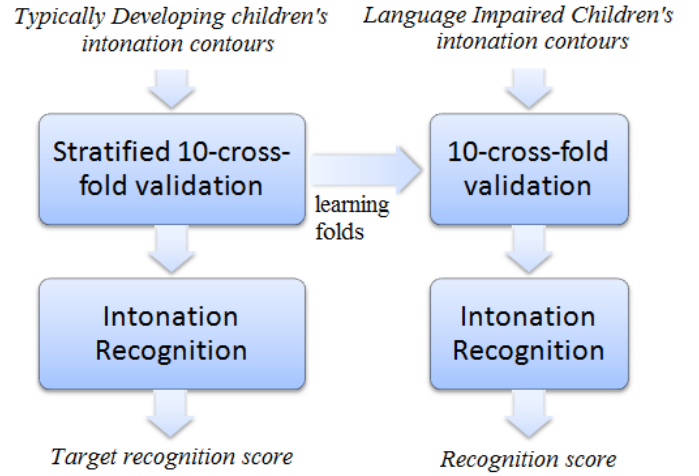 Typically Developing children's
intonation contours
Language Impaired Children's
intonation contours
Stratified 10-cross-
fold validation
learning
folds
10-cross-fold
validation
Intonation
Recognition
Intonation
Recognition
Target recognition score
Recognition score